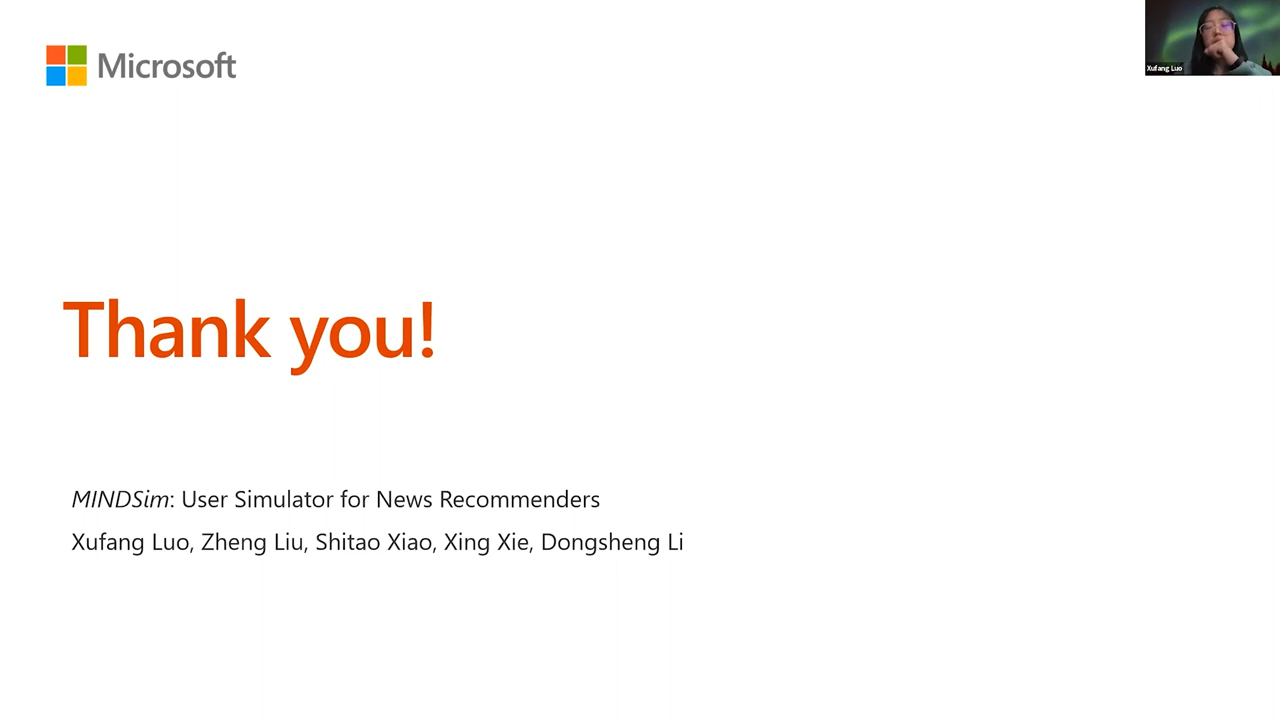 Microsoft
Xufang Luo
Thank you!
MINDSim: User Simulator for News Recommenders
Xufang Luo, Zheng Liu, Shitao Xiao, Xing Xie, Dongsheng Li